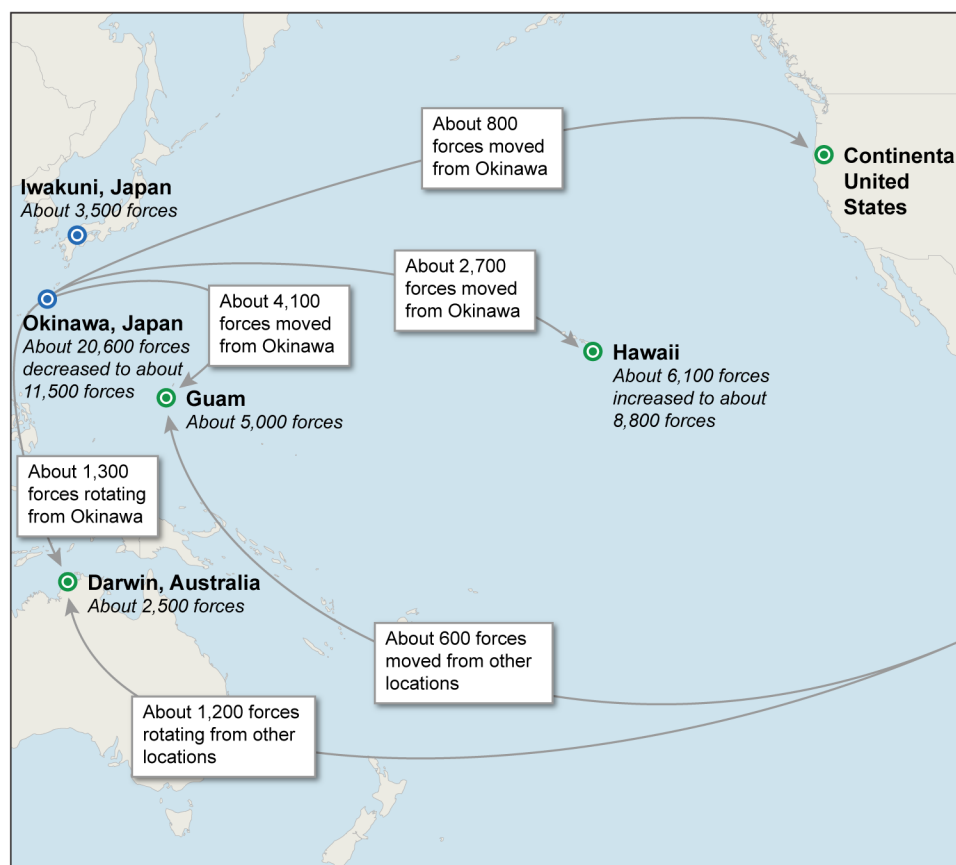 About 800
forces moved
from Okinawa
Continenta
United
States
Iwakuni, Japan
About 3,500 forces
About 2,700
forces moved
from Okinawa
About 4,100
forces moved
from Okinawa
Okinawa, Japan
About 20,600 forces
decreased to about
11,500 forces
Hawaii
About 6,100 forces
increased to about
8,800 forces
Guam
About 5,000 forces
About 1,300
forces rotating
from Okinawa
Darwin, Australia
About 2,500 forces
About 600 forces
moved from other
locations
About 1,200 forces
rotating from other
locations